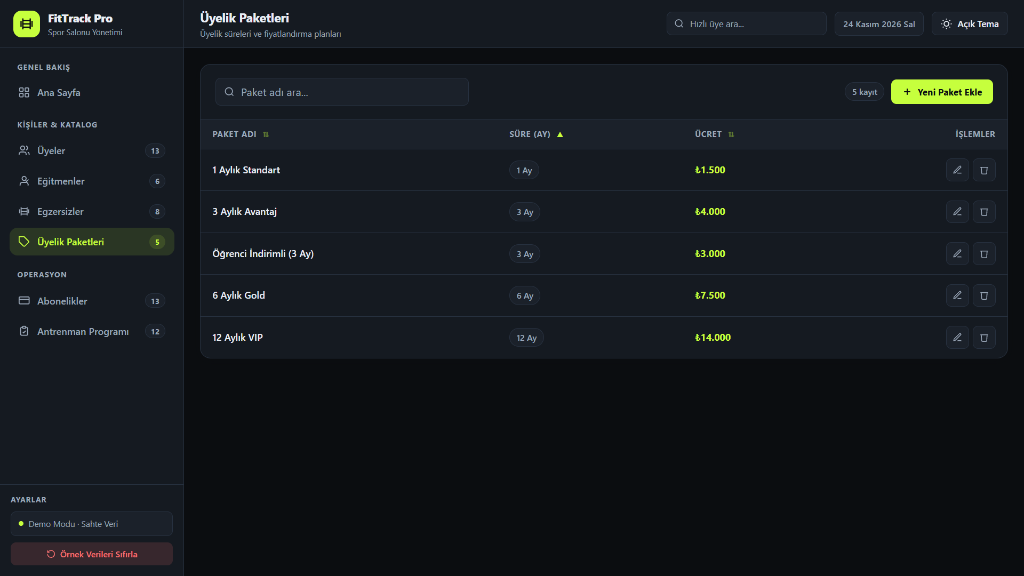 FitTrack Pro
Spor Salonu Yönetimi
GENEL BAKIŞ
Ana Sayfa
KİŞİLER & KATALOG
Üyeler 13
Eğitmenler 6
Egzersizler 8
Üyelik Paketleri 5
OPERASYON
Abonelikler 13
Antrenman Programı 12
AYARLAR
Demo Modu · Sahte Veri
Örnek Verileri Sıfırla
Üyelik Paketleri
Üyelik süreleri ve fiyatlandırma planları
Hızlı üye ara...
24 Kasım 2026 Sal
Açık Tema
Paket adı ara...
5 kayıt
+ Yeni Paket Ekle
PAKET ADI SÜRE (AY) ▲ ÜCRET İŞLEMLER
1 Aylık Standart 1 Ay ₺1.500
3 Aylık Avantaj 3 Ay ₺4.000
Öğrenci İndirimli (3 Ay) 3 Ay ₺3.000
6 Aylık Gold 6 Ay ₺7.500
12 Aylık VIP 12 Ay ₺14.000